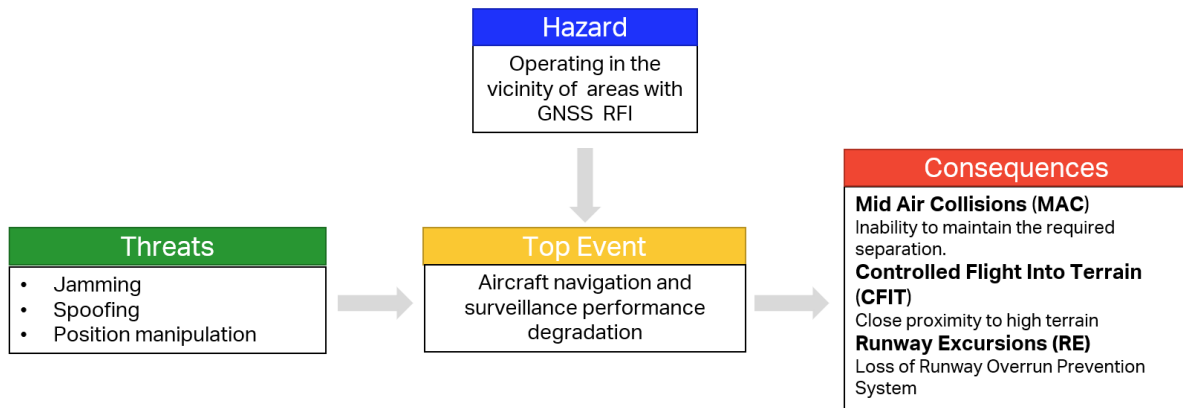 Hazard
Operating in the
vicinity of areas with
GNSS RFI
Threats
• Jamming
• Spoofing
• Position manipulation
Top Event
Aircraft navigation and
surveillance performance
degradation
Consequences
Mid Air Collisions (MAC)
Inability to maintain the required
separation.
Controlled Flight Into Terrain
(CFIT)
Close proximity to high terrain
Runway Excursions (RE)
Loss of Runway Overrun Prevention
System